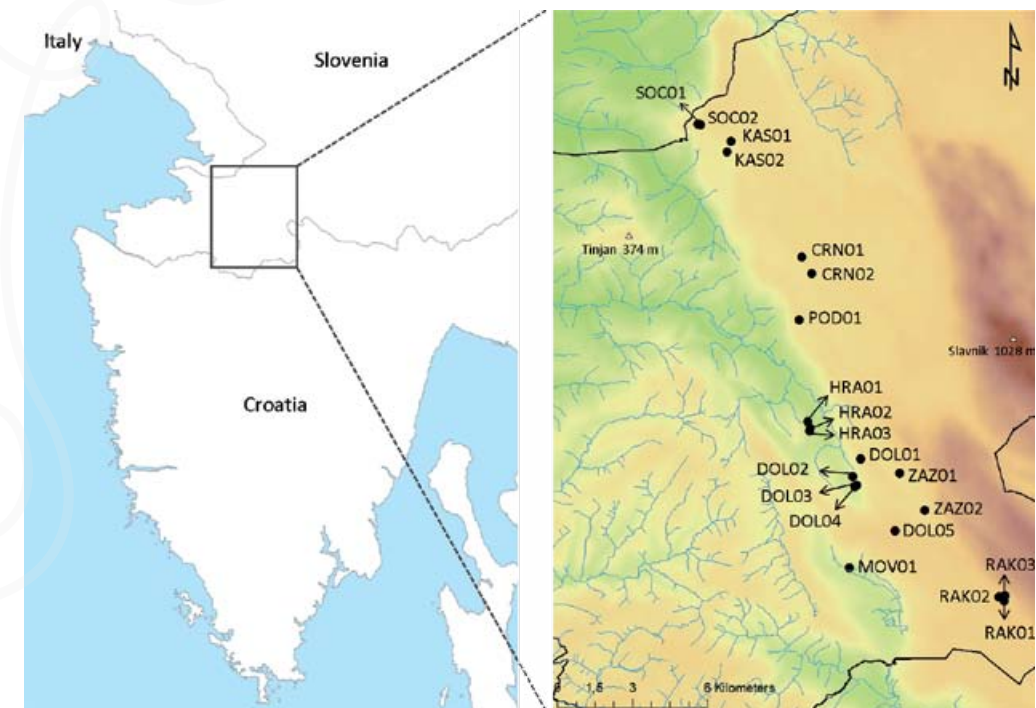 Italy
Slovenia
Croatia
N
SOC01
SOC02
KAS01
KAS02
Tinjan 374 m
CRN01
CRN02
POD01
Slavnik 1028 m
HRA01
HRA02
HRA03
DOL01
DOL02
ZAZ01
DOL03
DOL04
ZAZ02
DOL05
MOV01
RAK03
RAK02
RAK01
0 1,5 3 6 Kilometers